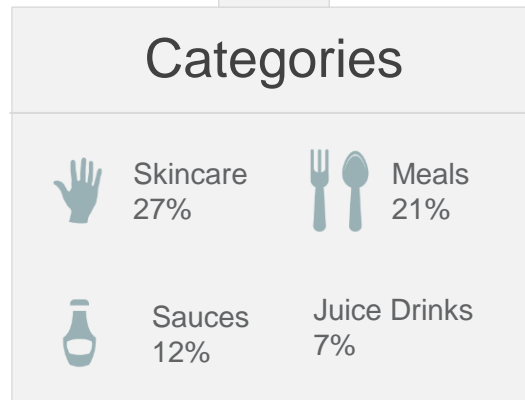 Categories
Skincare
27%
Meals
21%
Sauces
12%
Juice Drinks
7%